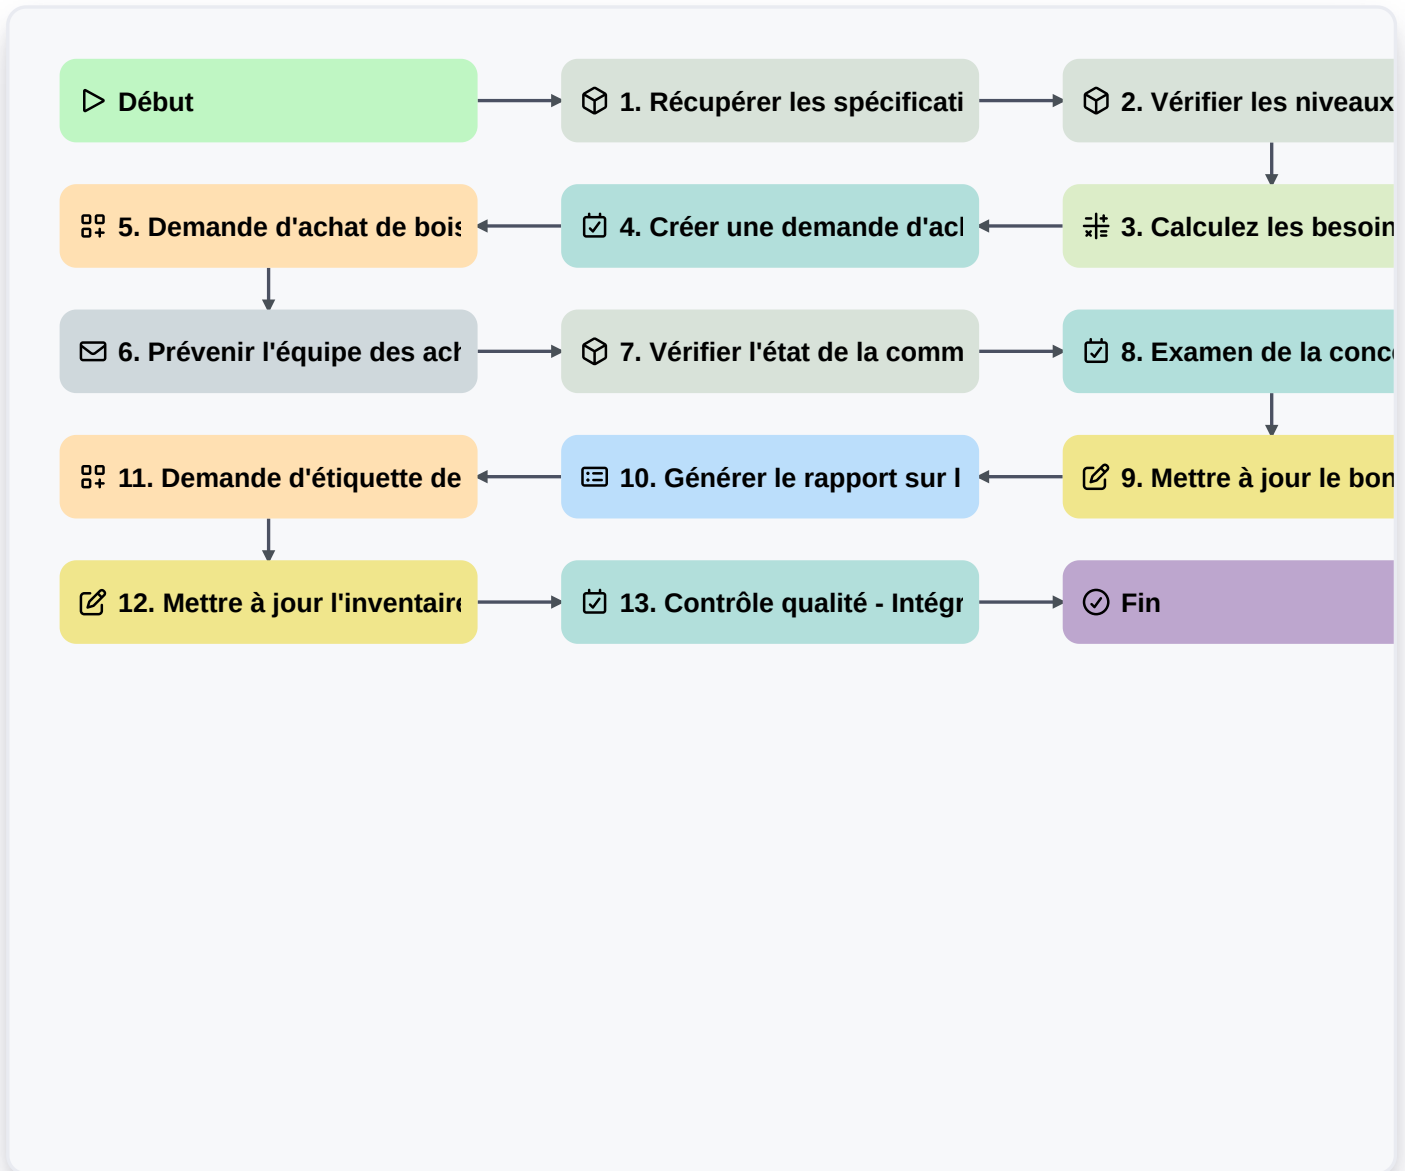 Début
1. Récupérer les spécificati
2. Vérifier les niveaux
5. Demande d'achat de bois
4. Créer une demande d'ach
3. Calculez les besoin
6. Prévenir l'équipe des ach
7. Vérifier l'état de la comm
8. Examen de la conce
11. Demande d'étiquette de
10. Générer le rapport sur l
9. Mettre à jour le bon
12. Mettre à jour l'inventaire
13. Contrôle qualité - Intégr
Fin